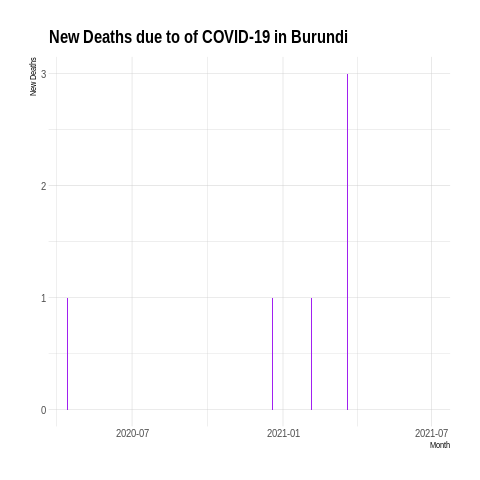 New Deaths due to of COVID-19 in Burundi
New Deaths
3
2
1
0
2020-07
2021-01
2021-07
Month